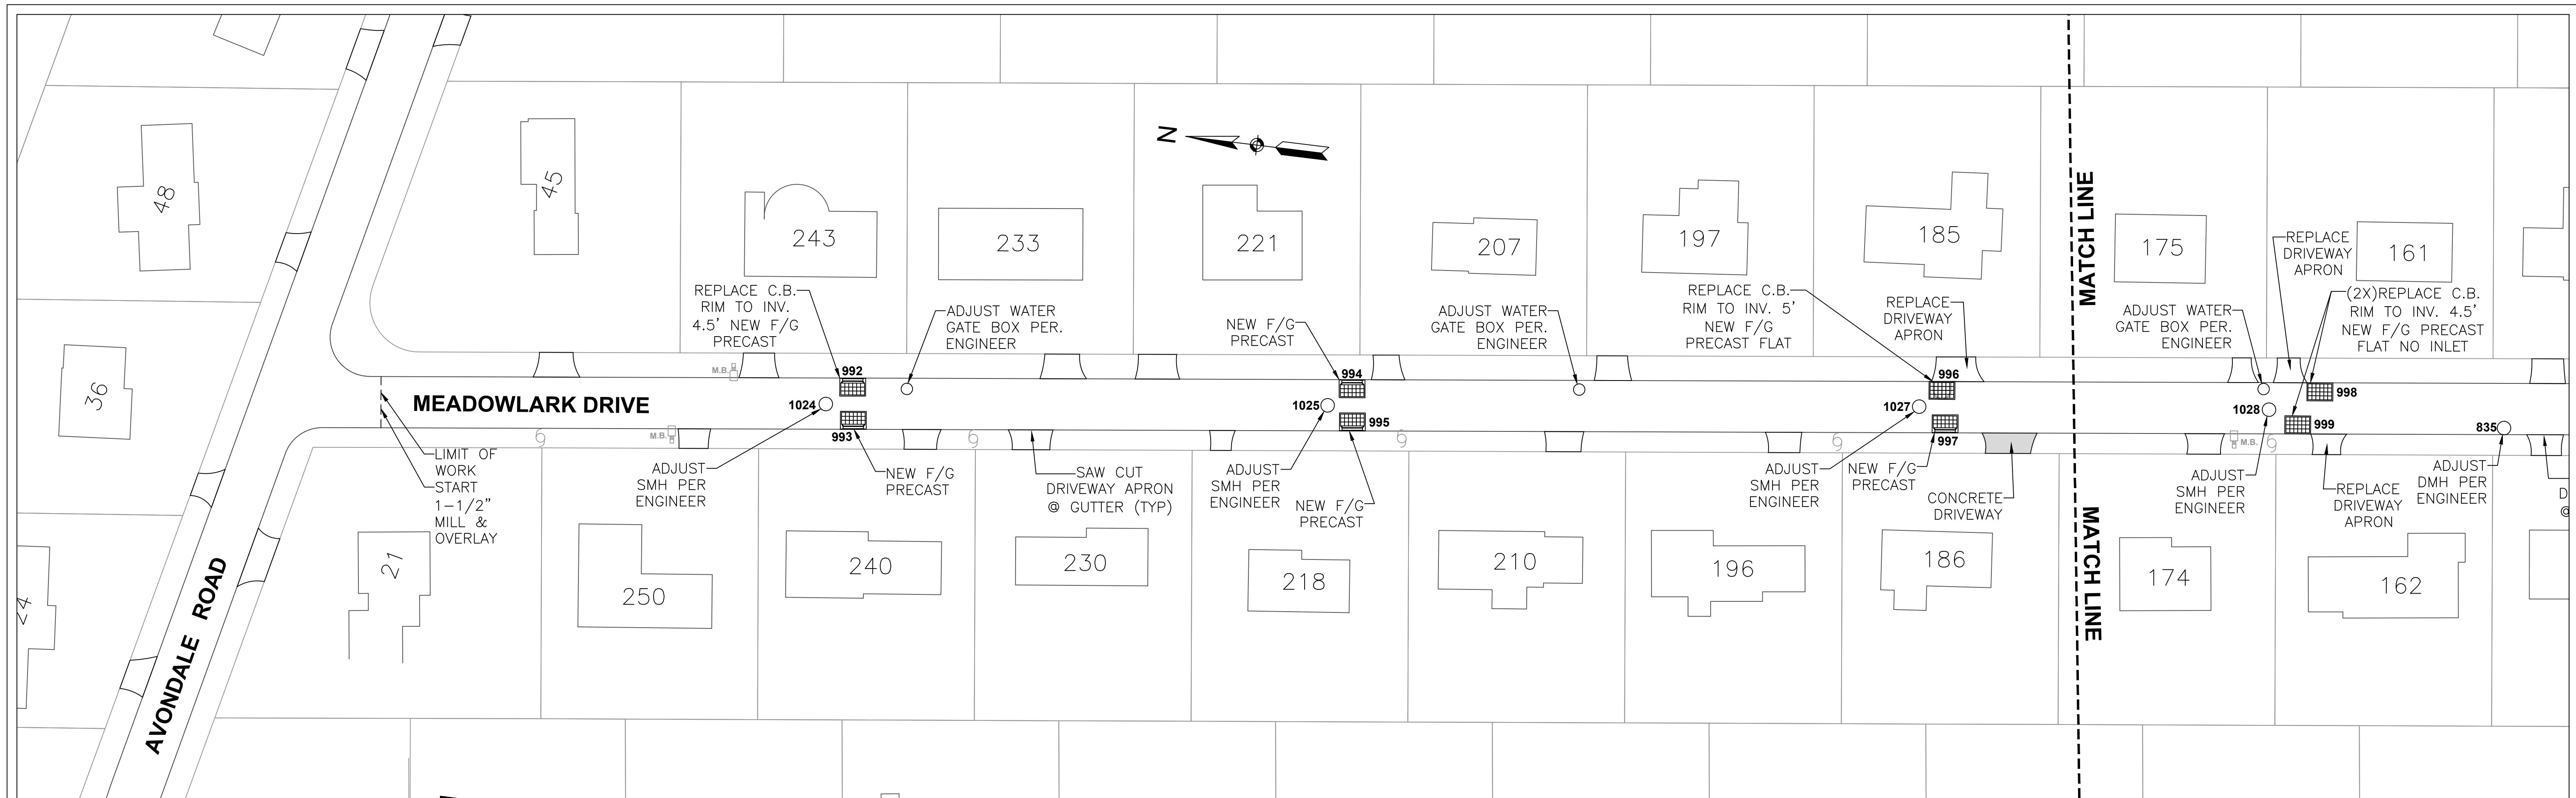 48
45
243
233
N
221
207
197
185
MATCH LINE
175
161
REPLACE
DRIVEWAY
APRON
REPLACE C.B.
RIM TO INV.
4.5' NEW F/G
PRECAST
ADJUST WATER
GATE BOX PER.
ENGINEER
NEW F/G
PRECAST
ADJUST WATER
GATE BOX PER.
ENGINEER
REPLACE C.B.
RIM TO INV. 5'
NEW F/G
PRECAST FLAT
REPLACE
DRIVEWAY
APRON
ADJUST WATER
GATE BOX PER.
ENGINEER
(2X)REPLACE C.B.
RIM TO INV. 4.5'
NEW F/G PRECAST
FLAT NO INLET
36
M.B.
992
994
996
998
MEADOWLARK DRIVE
1024
1025
1027
1028
M.B.
993
995
997
999
M.B.
835
LIMIT OF
WORK
START
1-1/2"
MILL &
OVERLAY
ADJUST
SMH PER
ENGINEER
NEW F/G
PRECAST
SAW CUT
DRIVEWAY APRON
@ GUTTER (TYP)
ADJUST
SMH PER
ENGINEER
NEW F/G
PRECAST
ADJUST
SMH PER
ENGINEER
NEW F/G
PRECAST
CONCRETE
DRIVEWAY
ADJUST
SMH PER
ENGINEER
REPLACE
DRIVEWAY
APRON
ADJUST
DMH PER
ENGINEER
D
@
MATCH LINE
24
AVONDALE ROAD
21
250
240
230
218
210
196
186
174
162